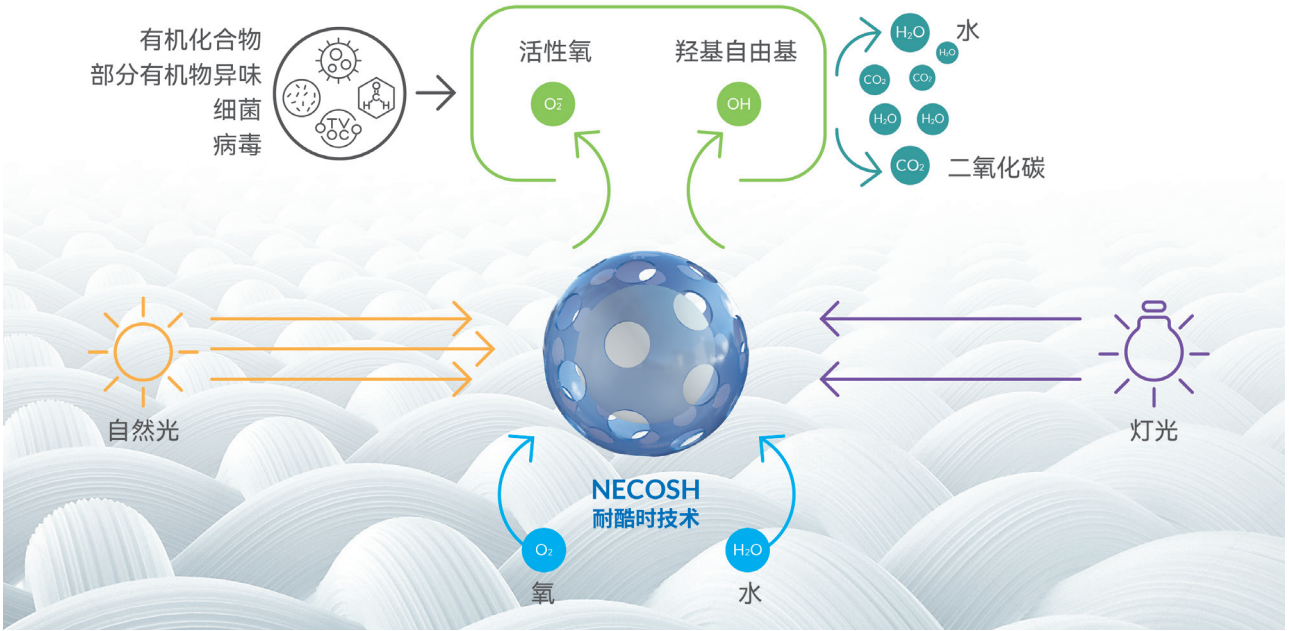 有机化合物
部分有机物异味
细菌
病毒
O
C
H H
TV
OC
活性氧
O₂⁻
羟基自由基
OH
H₂O
水
H₂O
CO₂
CO₂
H₂O
H₂O
CO₂
二氧化碳
自然光
灯光
NECOSH
耐酷时技术
O₂
氧
H₂O
水